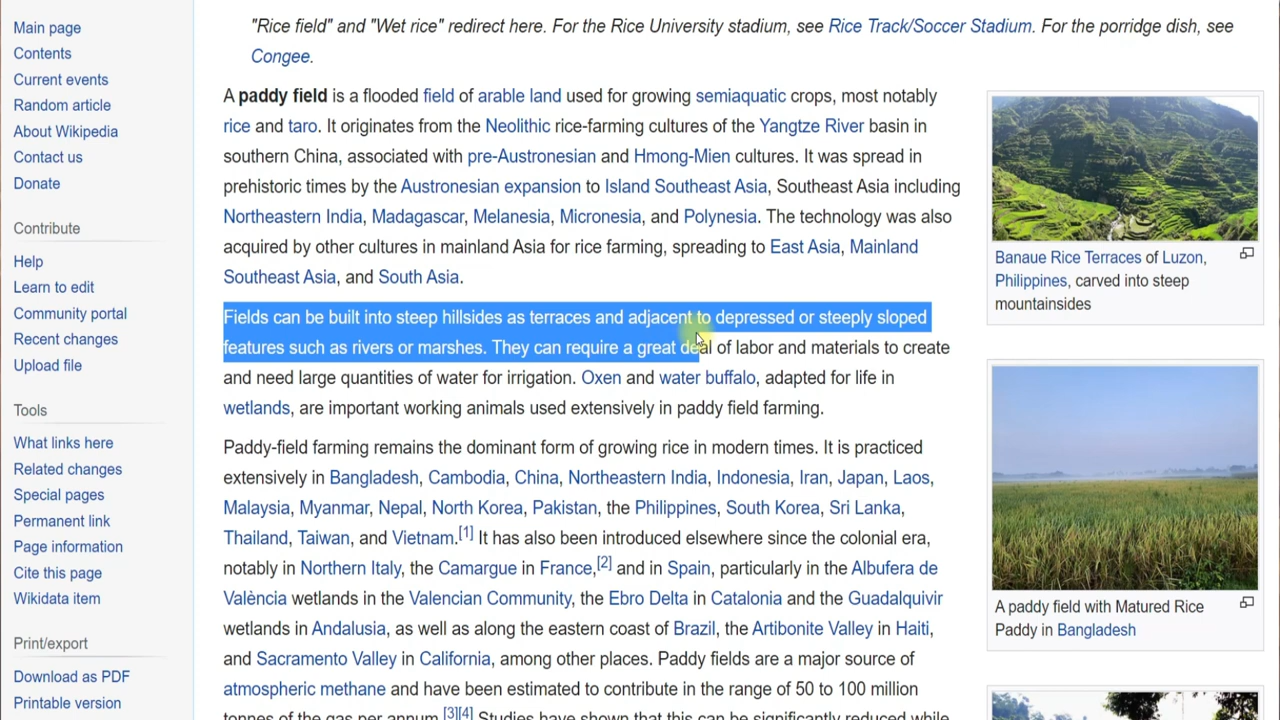 Main page
Contents
Current events
Random article
About Wikipedia
Contact us
Donate
Contribute
Help
Learn to edit
Community portal
Recent changes
Upload file
Tools
What links here
Related changes
Special pages
Permanent link
Page information
Cite this page
Wikidata item
Print/export
Download as PDF
Printable version
"Rice field" and "Wet rice" redirect here. For the Rice University stadium, see Rice Track/Soccer Stadium. For the porridge dish, see
Congee.
A paddy field is a flooded field of arable land used for growing semiaquatic crops, most notably
rice and taro. It originates from the Neolithic rice-farming cultures of the Yangtze River basin in
southern China, associated with pre-Austronesian and Hmong-Mien cultures. It was spread in
prehistoric times by the Austronesian expansion to Island Southeast Asia, Southeast Asia including
Northeastern India, Madagascar, Melanesia, Micronesia, and Polynesia. The technology was also
acquired by other cultures in mainland Asia for rice farming, spreading to East Asia, Mainland
Southeast Asia, and South Asia.
Fields can be built into steep hillsides as terraces and adjacent to depressed or steeply sloped
features such as rivers or marshes. They can require a great deal of labor and materials to create
and need large quantities of water for irrigation. Oxen and water buffalo, adapted for life in
wetlands, are important working animals used extensively in paddy field farming.
Paddy-field farming remains the dominant form of growing rice in modern times. It is practiced
extensively in Bangladesh, Cambodia, China, Northeastern India, Indonesia, Iran, Japan, Laos,
Malaysia, Myanmar, Nepal, North Korea, Pakistan, the Philippines, South Korea, Sri Lanka,
Thailand, Taiwan, and Vietnam.[1] It has also been introduced elsewhere since the colonial era,
notably in Northern Italy, the Camargue in France,[2] and in Spain, particularly in the Albufera de
València wetlands in the Valencian Community, the Ebro Delta in Catalonia and the Guadalquivir
wetlands in Andalusia, as well as along the eastern coast of Brazil, the Artibonite Valley in Haiti,
and Sacramento Valley in California, among other places. Paddy fields are a major source of
atmospheric methane and have been estimated to contribute in the range of 50 to 100 million
tonnes of the gas per annum.[3][4] Studies have shown that this can be significantly reduced while
Banaue Rice Terraces of Luzon,
Philippines, carved into steep
mountainsides
A paddy field with Matured Rice
Paddy in Bangladesh